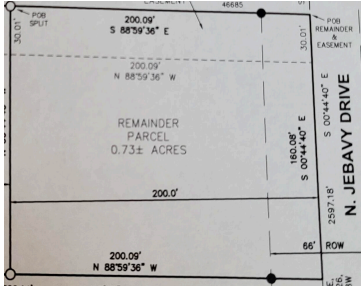 EASEMENT
46685
POB
SPLIT
200.09'
S 88°59'36" E
POB
REMAINDER
&
EASEMENT
30.01'
30.01'
200.09'
N 88°59'36" W
REMAINDER
PARCEL
0.73± ACRES
160.08'
S 00°44'40" E
S 00°44'40" E
N. JEBAVY DRIVE
200.0'
2597.18'
66' ROW
200.09'
N 88°59'36" W